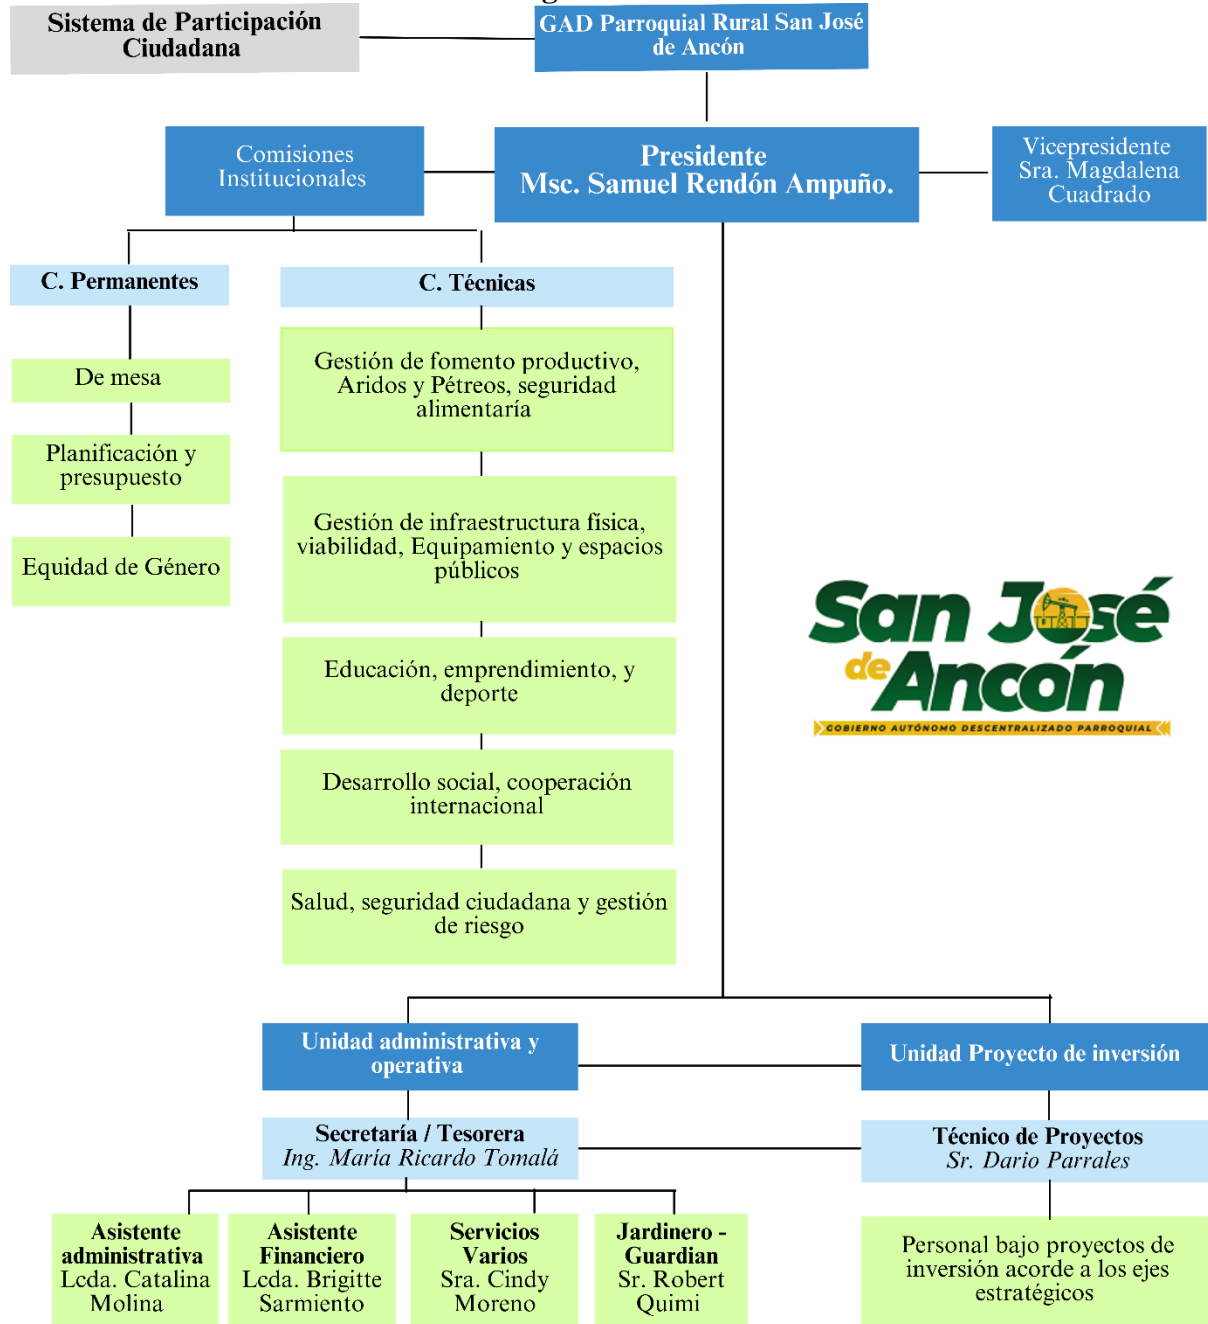 Sistema de Participación
Ciudadana
GAD Parroquial Rural San José
de Ancón
Comisiones
Institucionales
Presidente
Msc. Samuel Rendón Ampuño.
Vicepresidente
Sra. Magdalena
Cuadrado
C. Permanentes
C. Técnicas
De mesa
Planificación y
presupuesto
Equidad de Género
Gestión de fomento productivo,
Aridos y Pétreos, seguridad
alimentaría
Gestión de infraestructura física,
viabilidad, Equipamiento y espacios
públicos
Educación, emprendimiento, y
deporte
Desarrollo social, cooperación
internacional
Salud, seguridad ciudadana y gestión
de riesgo
San José
de Ancón
GOBIERNO AUTÓNOMO DESCENTRALIZADO PARROQUIAL
Unidad administrativa y
operativa
Unidad Proyecto de inversión
Secretaría / Tesorera
Ing. María Ricardo Tomalá
Técnico de Proyectos
Sr. Dario Parrales
Asistente
administrativa
Lcda. Catalina
Molina
Asistente
Financiero
Lcda. Brigitte
Sarmiento
Servicios
Varios
Sra. Cindy
Moreno
Jardinero -
Guardian
Sr. Robert
Quimi
Personal bajo proyectos de
inversión acorde a los ejes
estratégicos